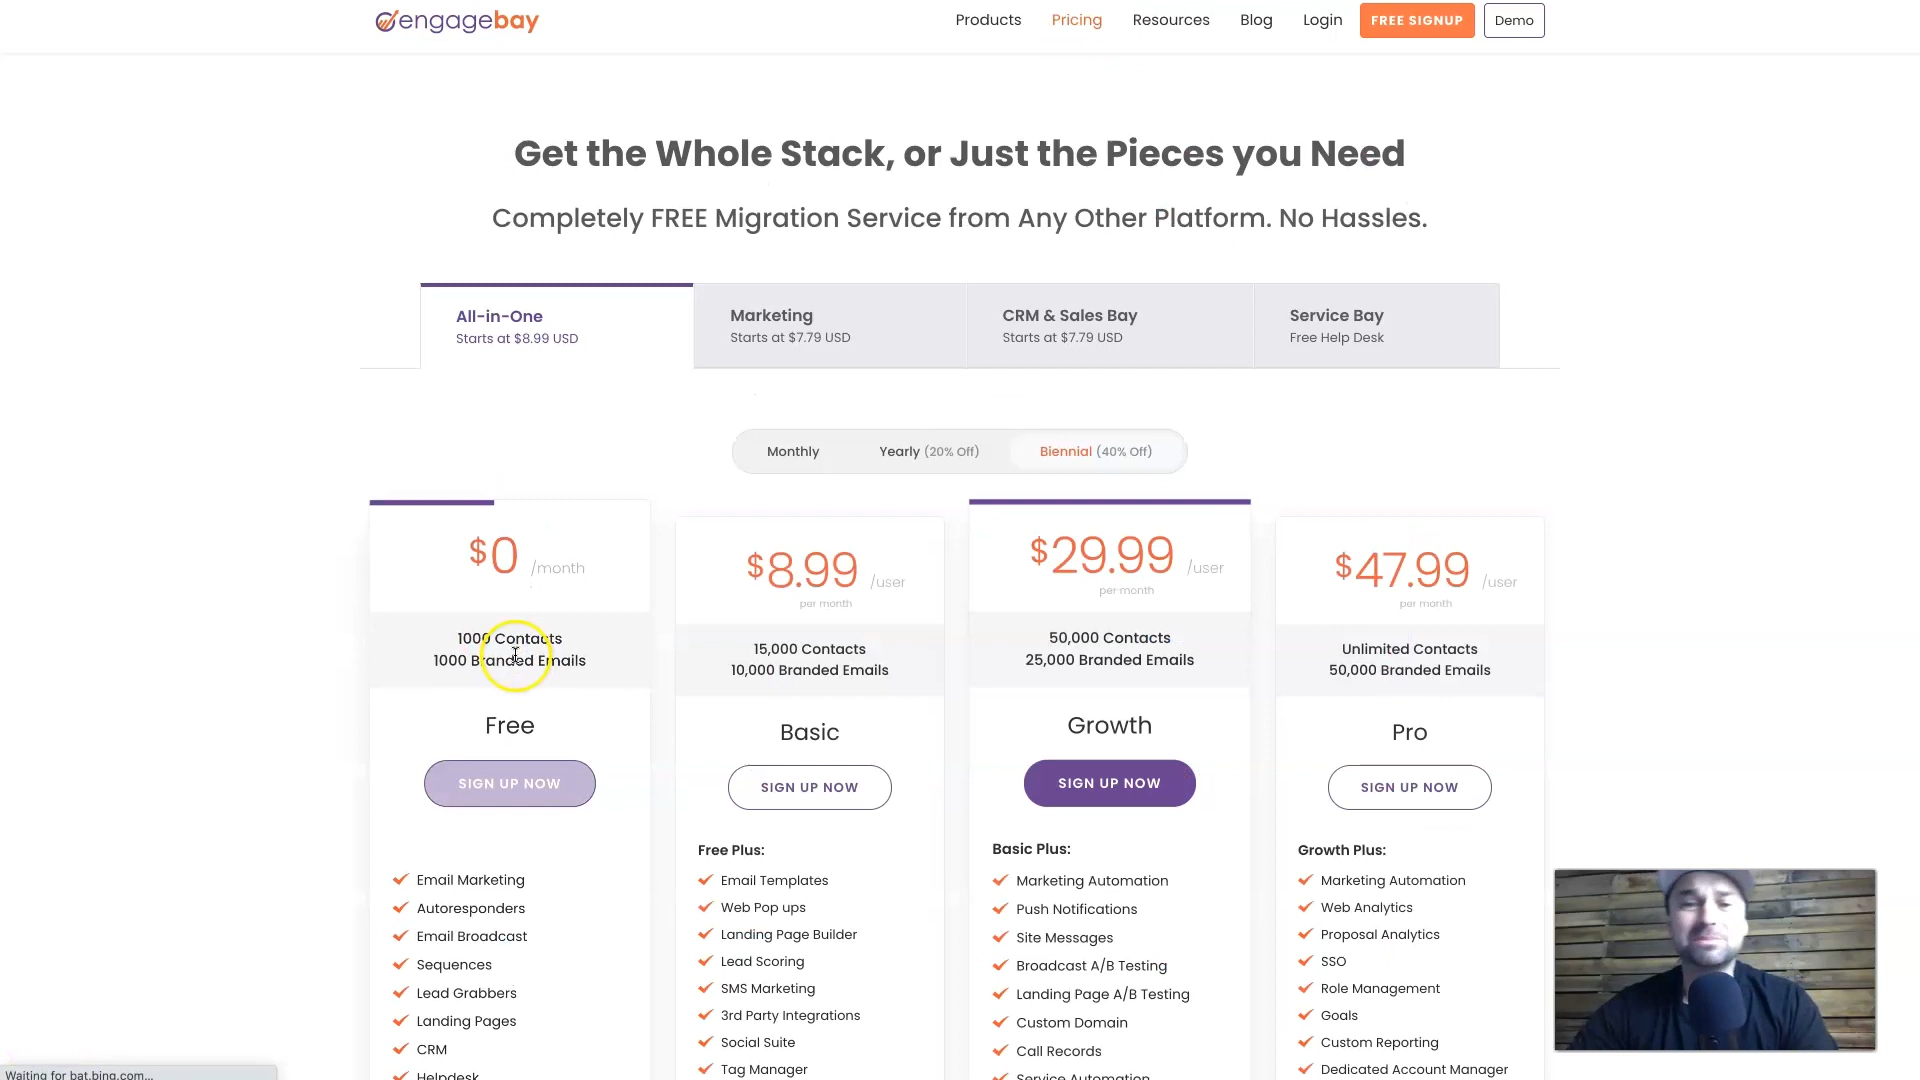 engagebay
Products
Pricing
Resources
Blog
Login
FREE SIGNUP
Demo
Get the Whole Stack, or Just the Pieces you Need
Completely FREE Migration Service from Any Other Platform. No Hassles.
All-in-One
Starts at $8.99 USD
Marketing
Starts at $7.79 USD
CRM & Sales Bay
Starts at $7.79 USD
Service Bay
Free Help Desk
Monthly
Yearly (20% Off)
Biennial (40% Off)
$0 /month
1000 Contacts
1000 Branded Emails
Free
SIGN UP NOW
Email Marketing
Autoresponders
Email Broadcast
Sequences
Lead Grabbers
Landing Pages
CRM
Helpdesk
$8.99 /user
per month
15,000 Contacts
10,000 Branded Emails
Basic
SIGN UP NOW
Free Plus:
Email Templates
Web Pop ups
Landing Page Builder
Lead Scoring
SMS Marketing
3rd Party Integrations
Social Suite
Tag Manager
$29.99 /user
per month
50,000 Contacts
25,000 Branded Emails
Growth
SIGN UP NOW
Basic Plus:
Marketing Automation
Push Notifications
Site Messages
Broadcast A/B Testing
Landing Page A/B Testing
Custom Domain
Call Records
Service Automation
$47.99 /user
per month
Unlimited Contacts
50,000 Branded Emails
Pro
SIGN UP NOW
Growth Plus:
Marketing Automation
Web Analytics
Proposal Analytics
SSO
Role Management
Goals
Custom Reporting
Dedicated Account Manager
Waiting for bat.bing.com...